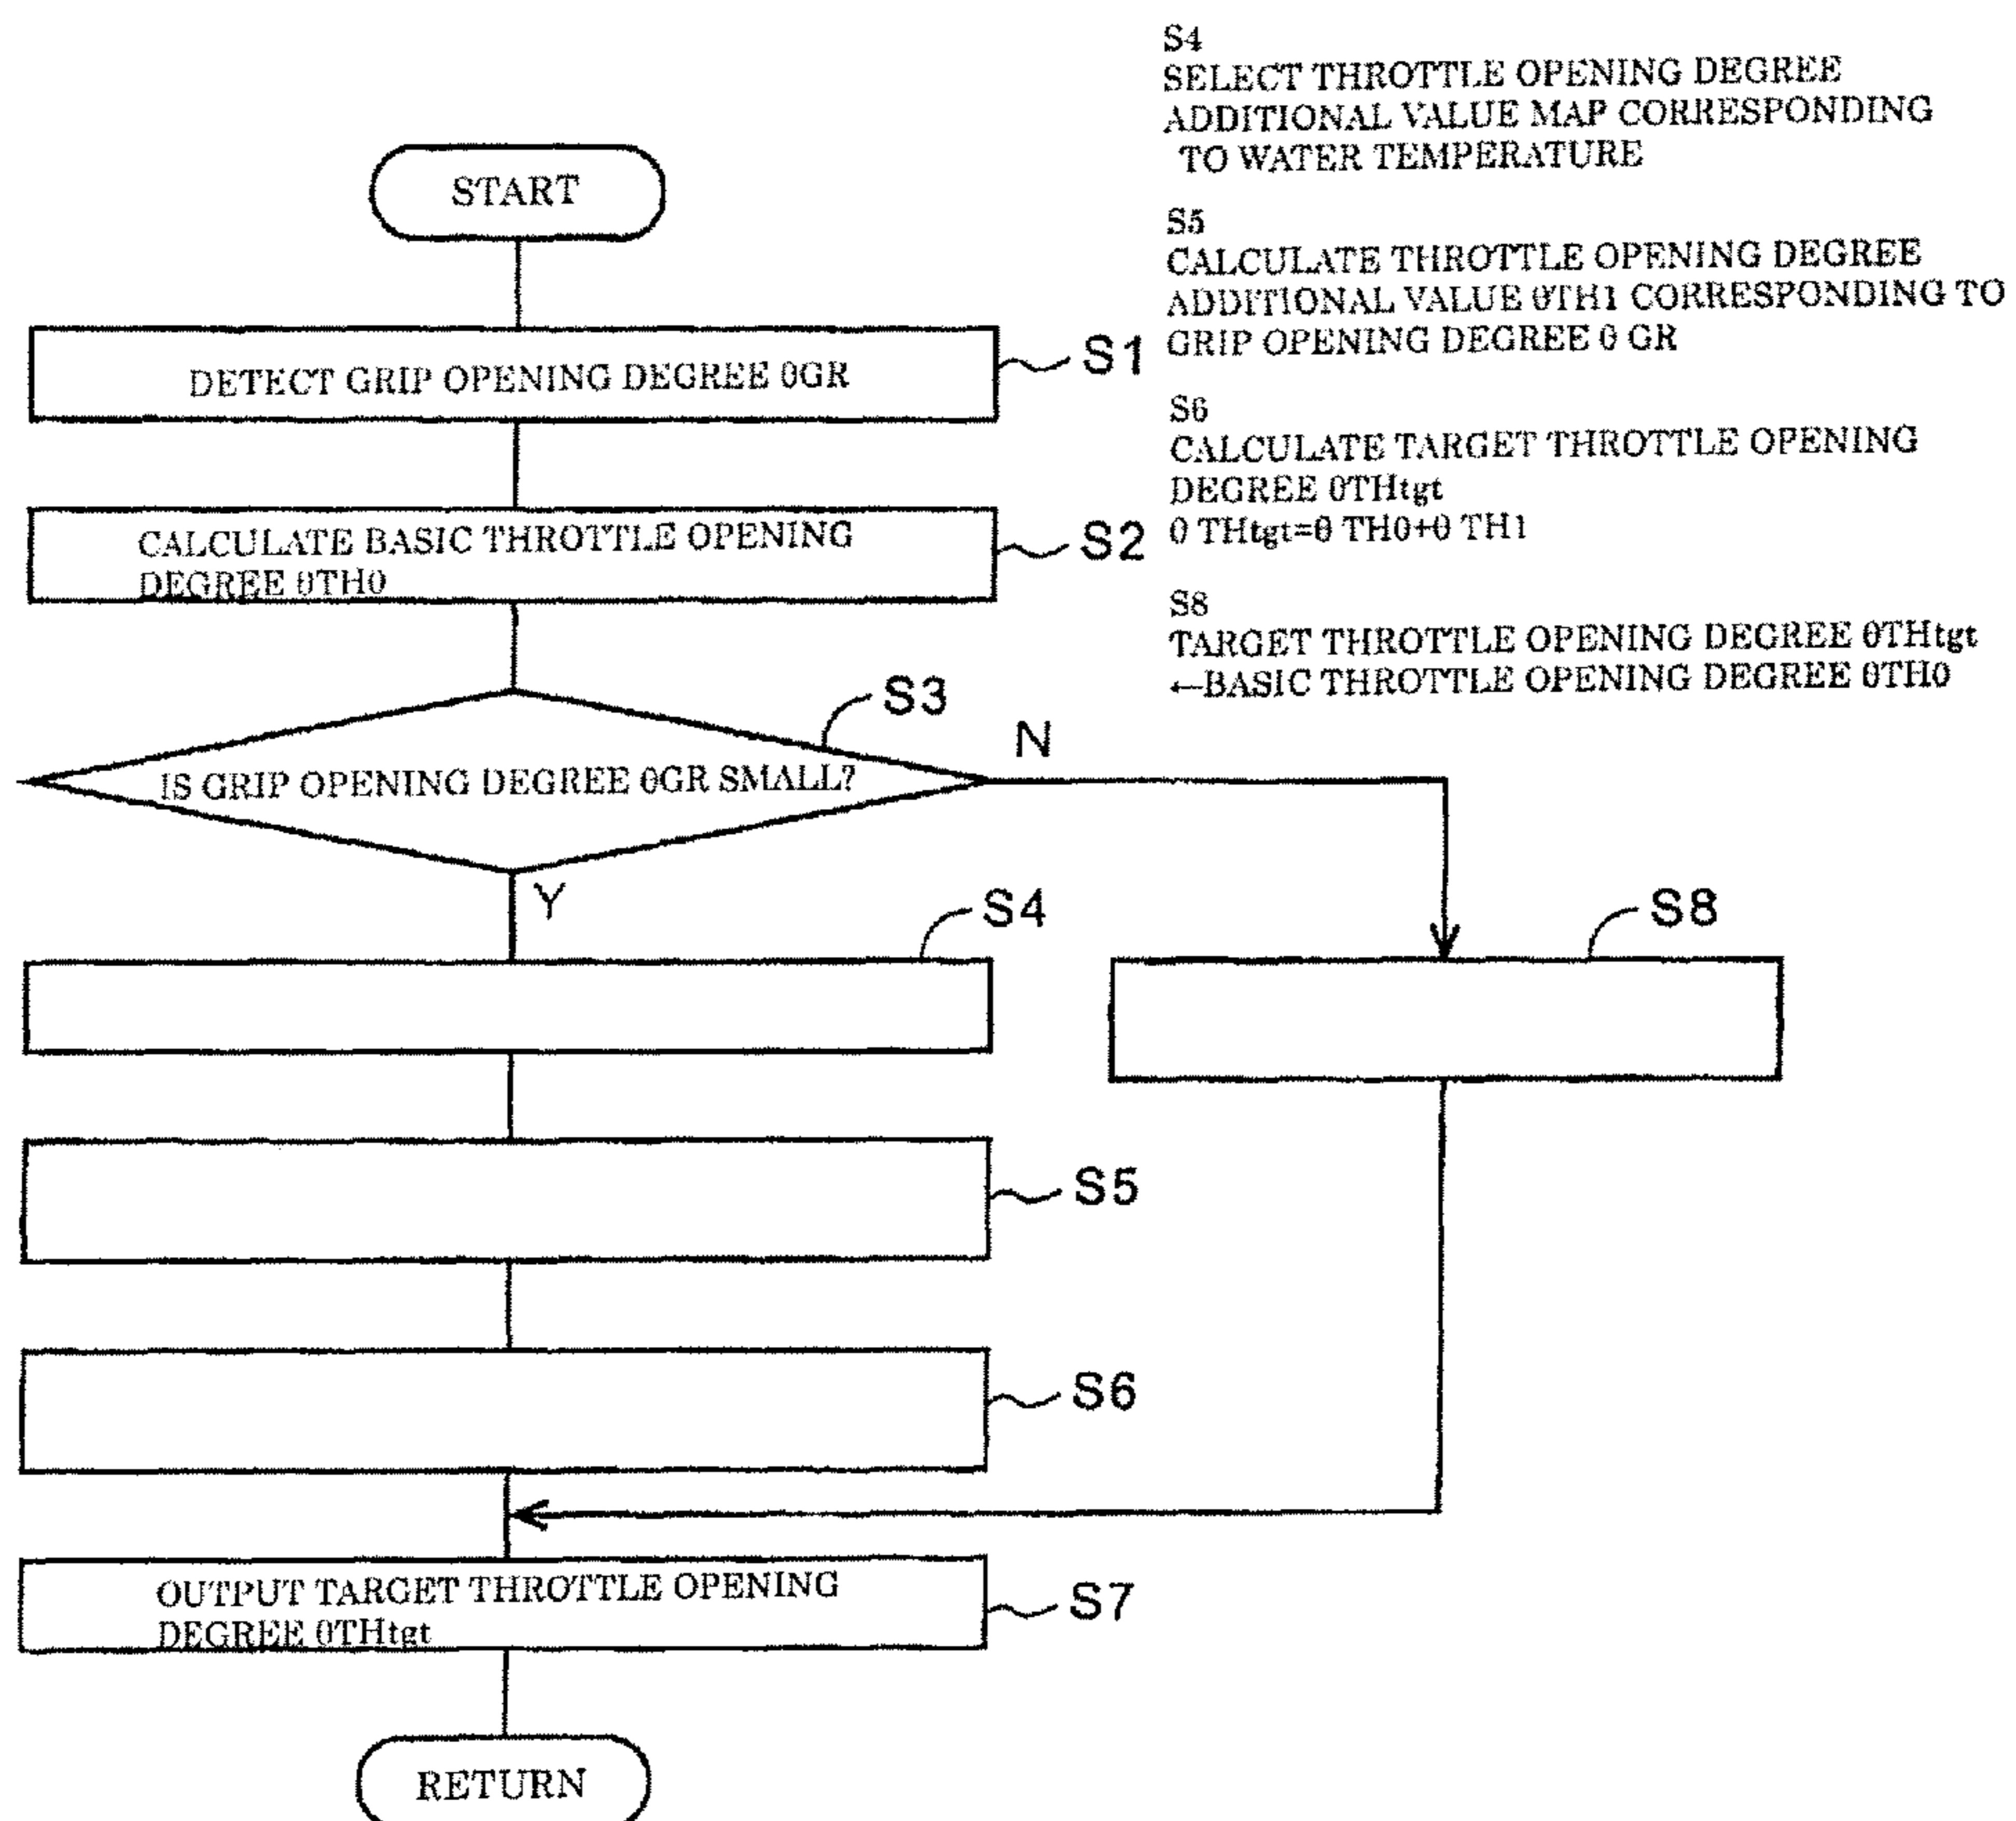 START
DETECT GRIP OPENING DEGREE θGR
S1
CALCULATE BASIC THROTTLE OPENING
DEGREE θTH0
S2
S3
IS GRIP OPENING DEGREE θGR SMALL?
N
Y
S4
S8
S5
S6
OUTPUT TARGET THROTTLE OPENING
DEGREE θTHtgt
S7
RETURN
S4
SELECT THROTTLE OPENING DEGREE
ADDITIONAL VALUE MAP CORRESPONDING
TO WATER TEMPERATURE
S5
CALCULATE THROTTLE OPENING DEGREE
ADDITIONAL VALUE θTH1 CORRESPONDING TO
GRIP OPENING DEGREE θ GR
S6
CALCULATE TARGET THROTTLE OPENING
DEGREE θTHtgt
θ THtgt=θ TH0+θ TH1
S8
TARGET THROTTLE OPENING DEGREE θTHtgt
←BASIC THROTTLE OPENING DEGREE θTH0